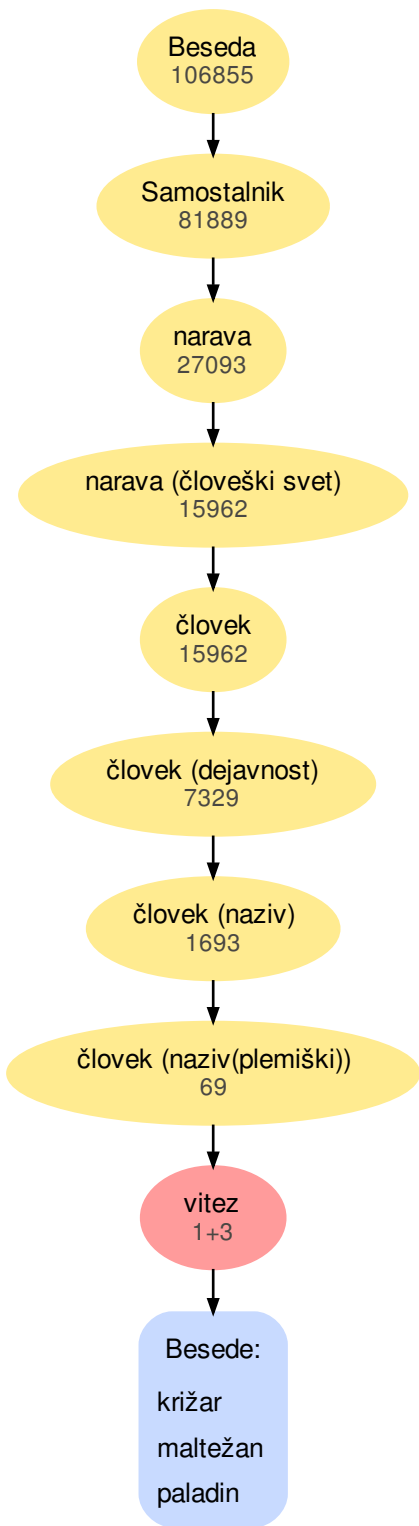 Beseda
106855
Samostalnik
81889
narava
27093
narava (človeški svet)
15962
človek
15962
človek (dejavnost)
7329
človek (naziv)
1693
človek (naziv(plemiški))
69
vitez
1+3
Besede:
križar
maltežan
paladin